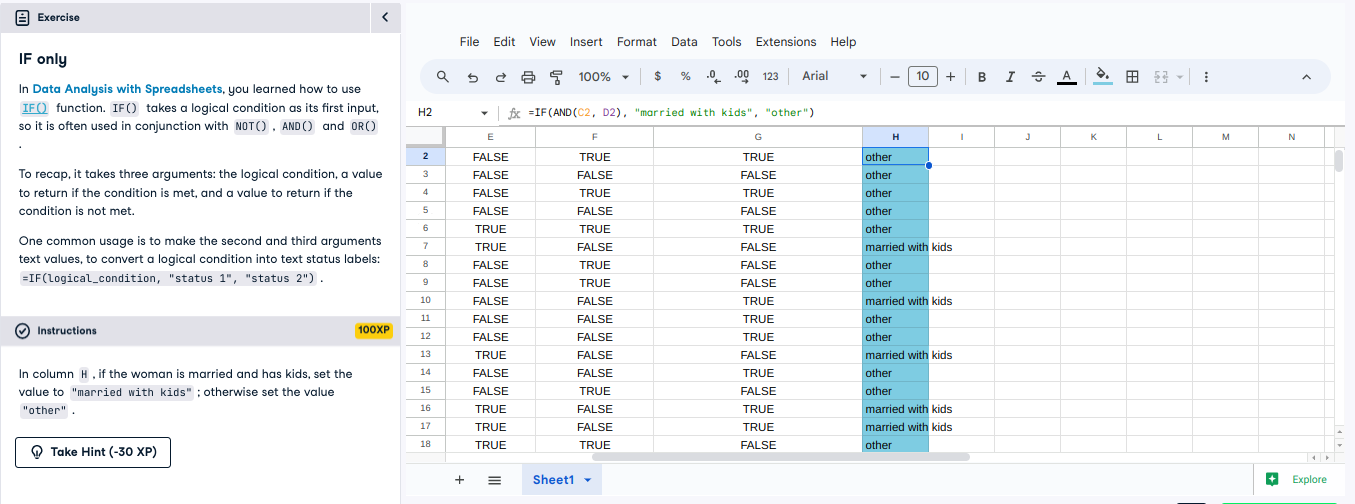 Exercise
IF only
In Data Analysis with Spreadsheets, you learned how to use
IF() function. IF() takes a logical condition as its first input,
so it is often used in conjunction with NOT() , AND() and OR()
.
To recap, it takes three arguments: the logical condition, a value
to return if the condition is met, and a value to return if the
condition is not met.
One common usage is to make the second and third arguments
text values, to convert a logical condition into text status labels:
=IF(logical_condition, "status 1", "status 2") .
Instructions 100XP
In column H , if the woman is married and has kids, set the
value to "married with kids" ; otherwise set the value
"other" .
Take Hint (-30 XP)
File Edit View Insert Format Data Tools Extensions Help
100% $ % .0 .00 123 Arial 10 B I S A
H2 fx =IF(AND(C2, D2), "married with kids", "other")
E F G H I J K L M N
2 FALSE TRUE TRUE other
3 FALSE FALSE FALSE other
4 FALSE TRUE TRUE other
5 FALSE FALSE FALSE other
6 TRUE TRUE TRUE other
7 TRUE FALSE FALSE married with kids
8 FALSE TRUE FALSE other
9 FALSE TRUE FALSE other
10 FALSE FALSE TRUE married with kids
11 FALSE FALSE TRUE other
12 FALSE FALSE TRUE other
13 TRUE FALSE FALSE married with kids
14 FALSE FALSE TRUE other
15 FALSE TRUE FALSE other
16 TRUE FALSE TRUE married with kids
17 TRUE FALSE TRUE married with kids
18 TRUE TRUE FALSE other
+ Sheet1 Explore